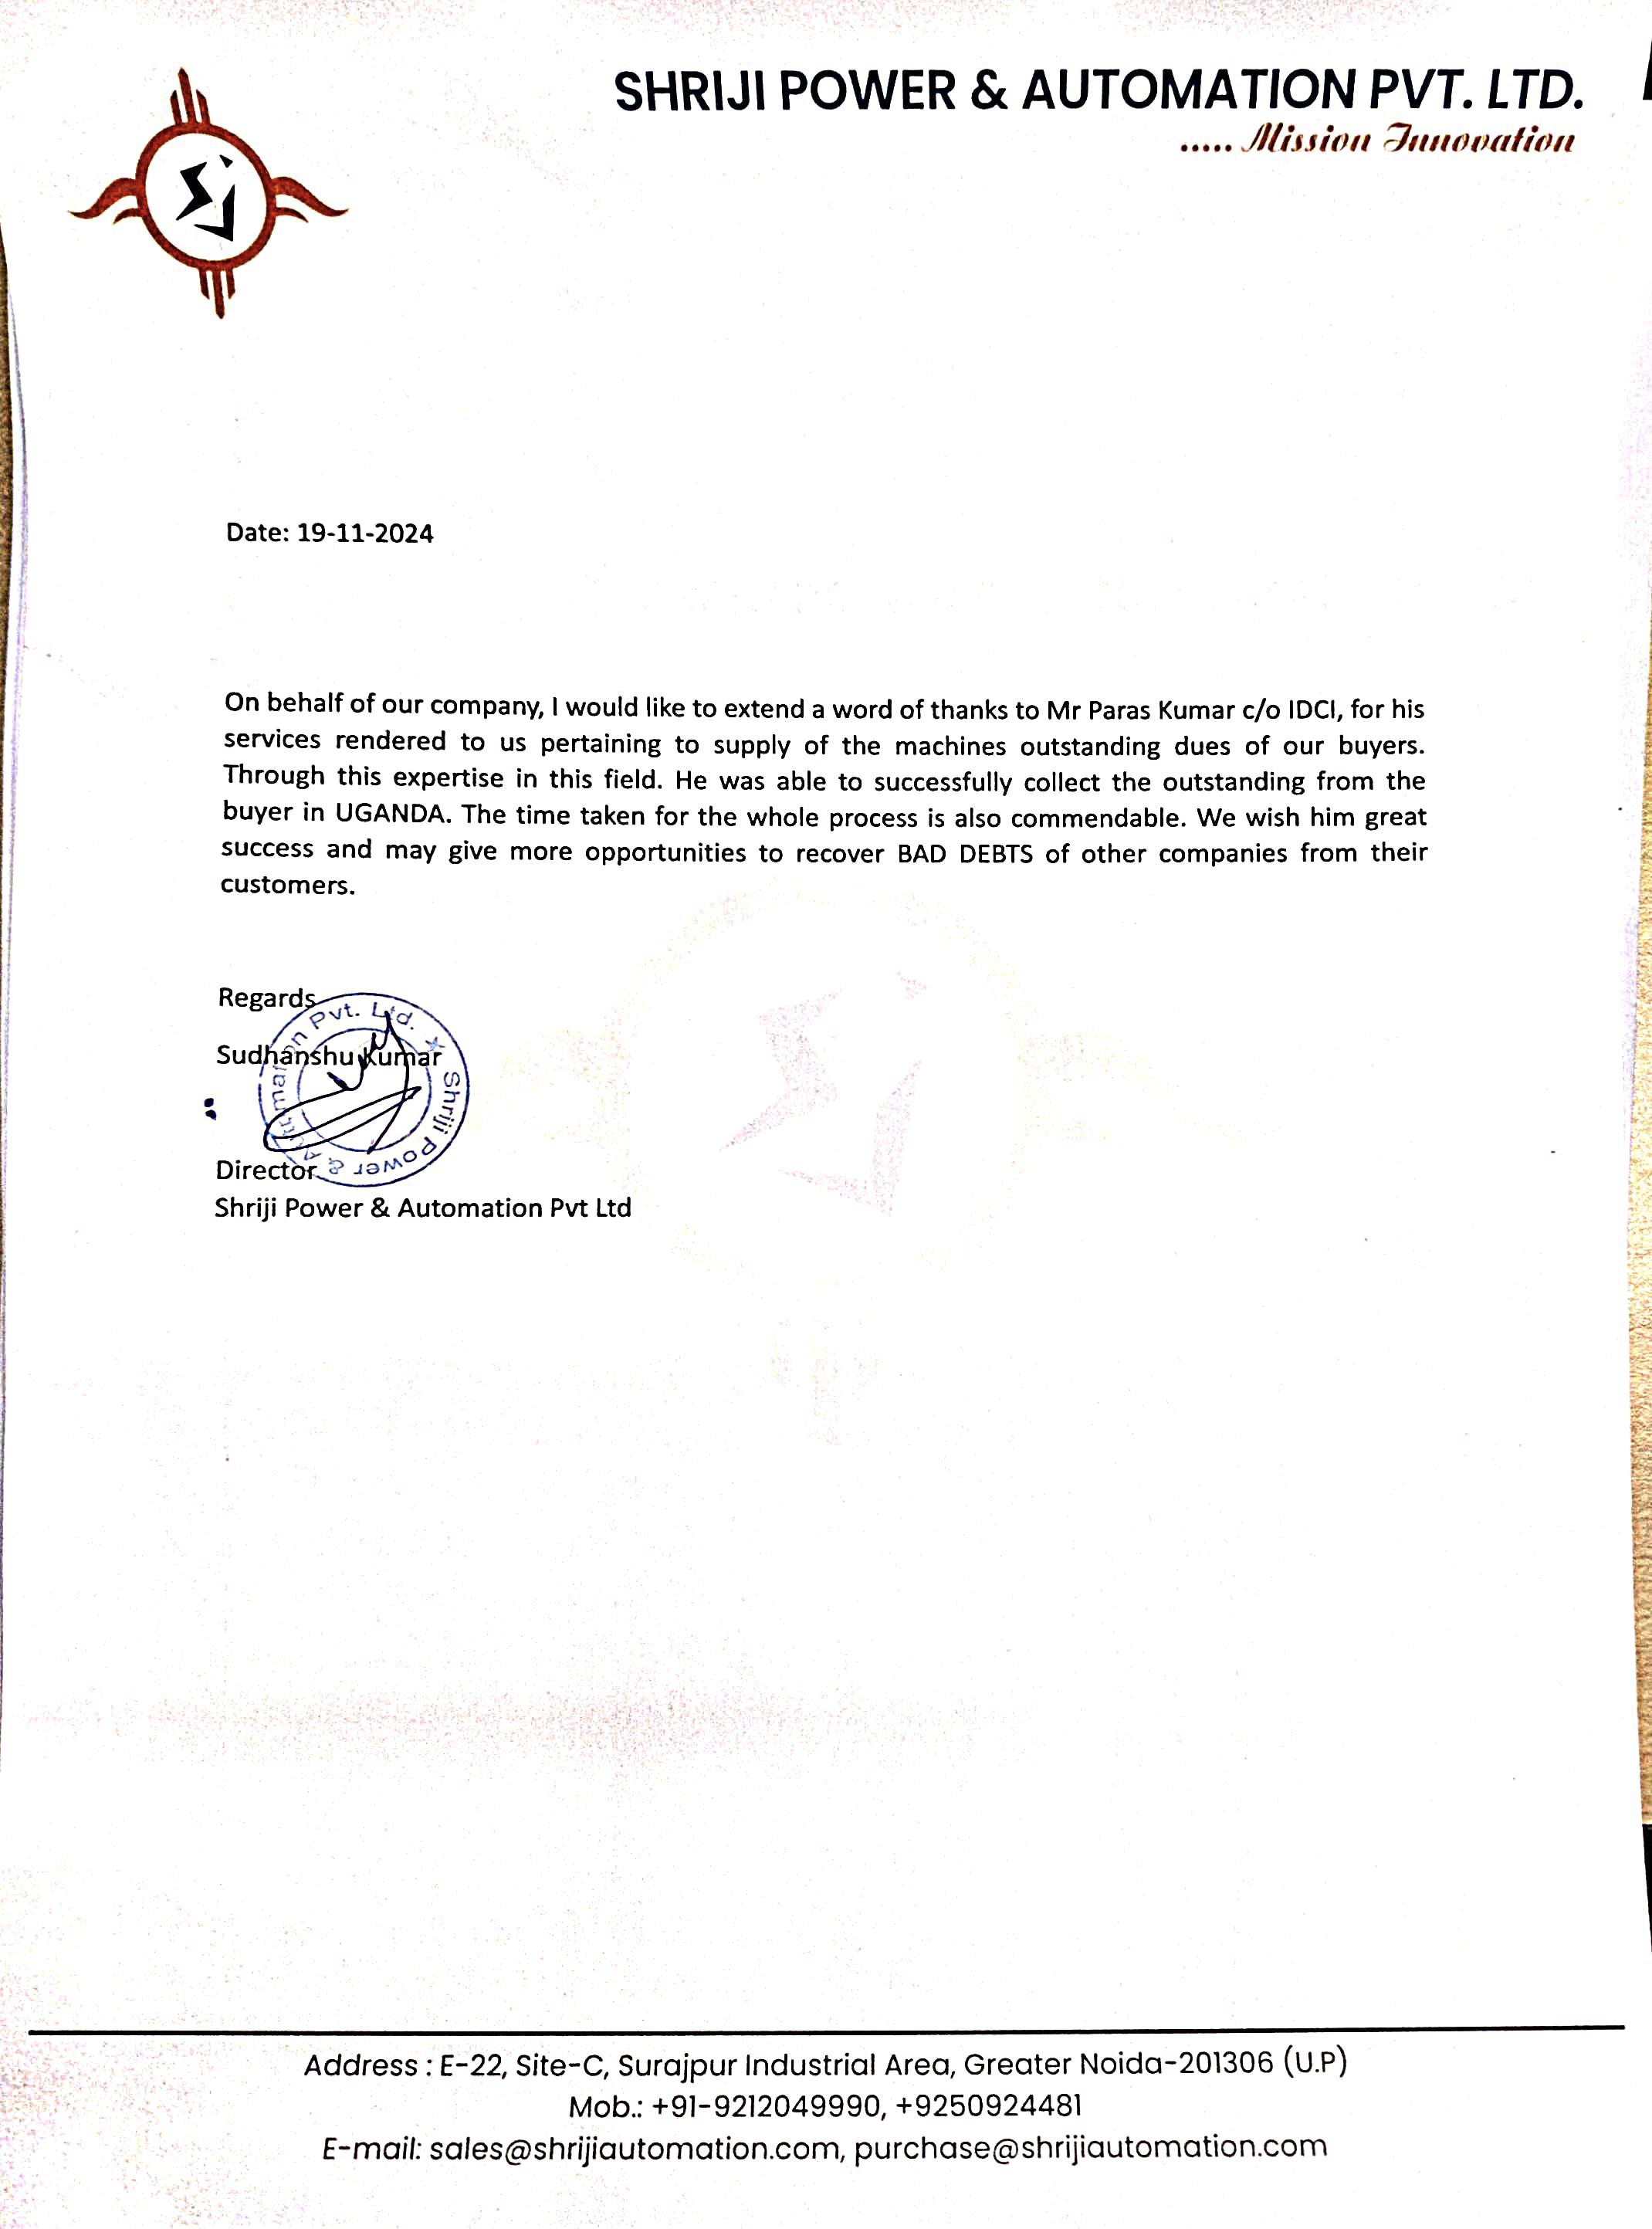 SHRIJI POWER & AUTOMATION PVT. LTD.
..... Mission Innovation
Date: 19-11-2024
On behalf of our company, I would like to extend a word of thanks to Mr Paras Kumar c/o IDCI, for his
services rendered to us pertaining to supply of the machines outstanding dues of our buyers.
Through this expertise in this field. He was able to successfully collect the outstanding from the
buyer in UGANDA. The time taken for the whole process is also commendable. We wish him great
success and may give more opportunities to recover BAD DEBTS of other companies from their
customers.
Regards
Sudhanshu Kumar
Shriji Power & Automation Pvt. Ltd.
Director
Shriji Power & Automation Pvt Ltd
Address : E-22, Site-C, Surajpur Industrial Area, Greater Noida-201306 (U.P)
Mob.: +91-9212049990, +9250924481
E-mail: sales@shrijiautomation.com, purchase@shrijiautomation.com